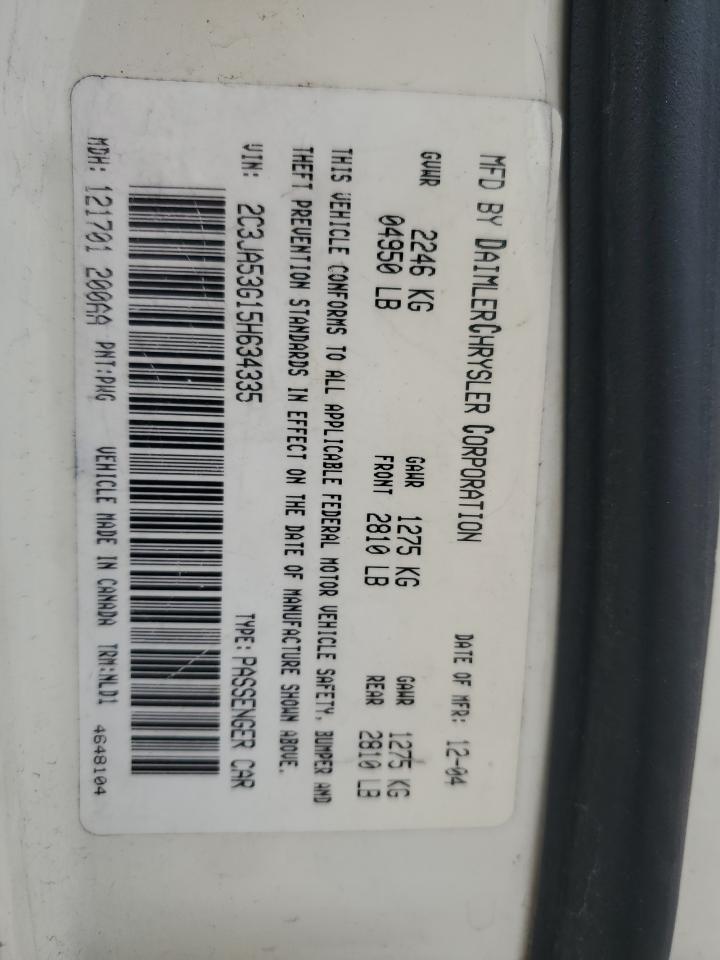 MFD BY DAIMLERCHRYSLER CORPORATION DATE OF MFR: 12-04
GVWR 2246 KG GAWR 1275 KG GAWR 1275 KG
04950 LB FRONT 2810 LB REAR 2810 LB
THIS VEHICLE CONFORMS TO ALL APPLICABLE FEDERAL MOTOR VEHICLE SAFETY, BUMPER AND
THEFT PREVENTION STANDARDS IN EFFECT ON THE DATE OF MANUFACTURE SHOWN ABOVE.
VIN: 2C3JA53G15H634335 TYPE: PASSENGER CAR
MDH: 121701 200AA PNT:PWG VEHICLE MADE IN CANADA TRM:NLD1 4648104